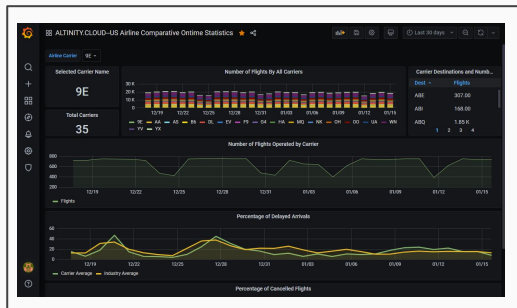 ALTINITY.CLOUD--US Airline Comparative Ontime Statistics
Last 30 days
Airline Carrier 9E
Selected Carrier Name
9E
Total Carriers
35
Number of Flights By All Carriers
30 K
20 K
10 K
0
12/19 12/22 12/25 12/28 12/31 01/03 01/06 01/09 01/12 01/15
9E AA AS B6 DL EV F9 G4 HA MQ NK OH OO UA WN
YV YX
Carrier Destinations and Numb...
Dest Flights
ABE 307.00
ABI 168.00
ABQ 1.85 K
1 2 3 4
Number of Flights Operated by Carrier
800
600
400
200
12/19 12/22 12/25 12/28 12/31 01/03 01/06 01/09 01/12 01/15
Flights
Percentage of Delayed Arrivals
60
40
20
0
12/19 12/22 12/25 12/28 12/31 01/03 01/06 01/09 01/12 01/15
Carrier Average Industry Average
Percentage of Cancelled Flights